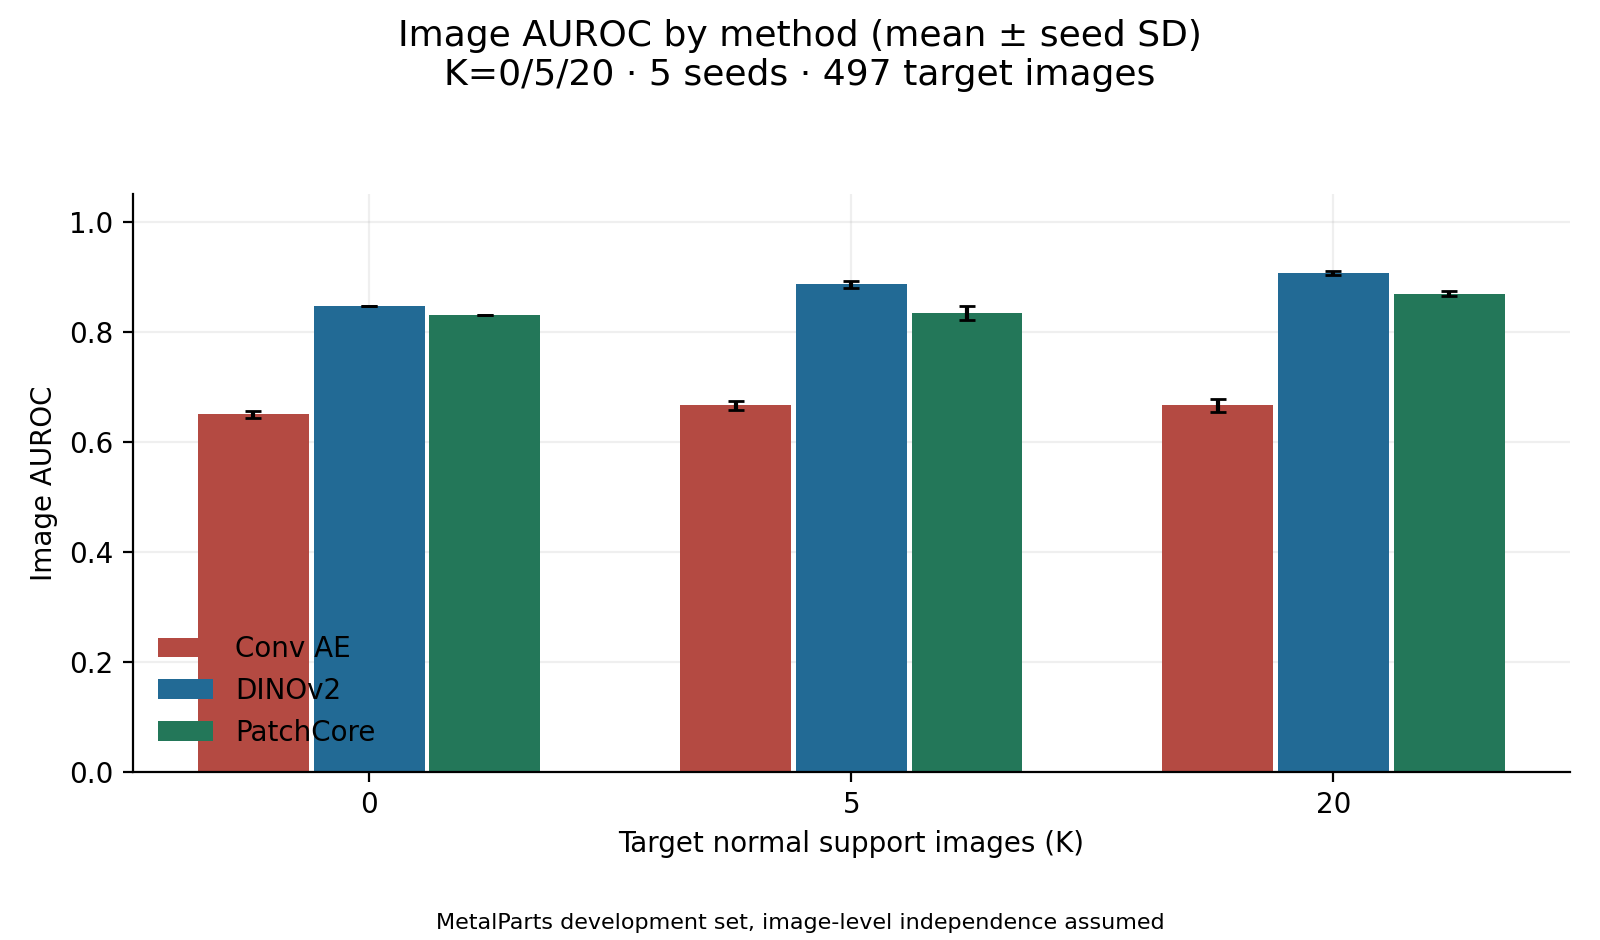 Image AUROC by method (mean ± seed SD)
K=0/5/20 · 5 seeds · 497 target images
Image AUROC
1.0
0.8
0.6
0.4
0.2
0.0
Conv AE
DINOv2
PatchCore
0 5 20
Target normal support images (K)
MetalParts development set, image-level independence assumed